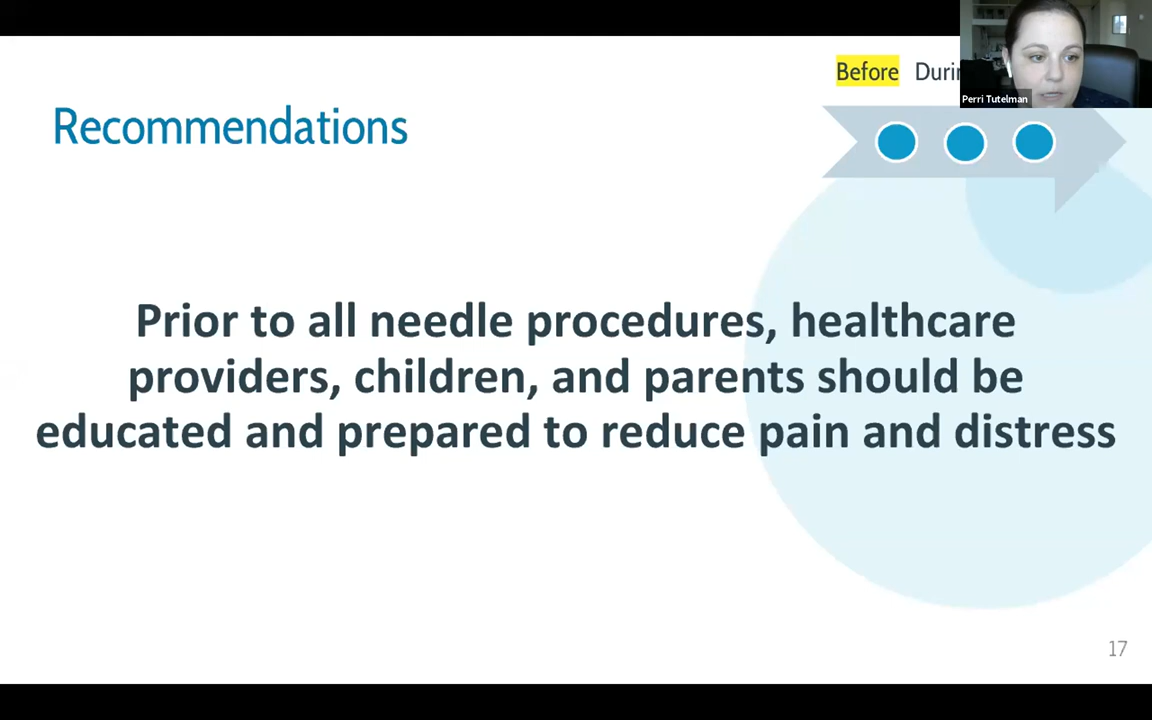 Before
Perri Tutelman
Recommendations
Prior to all needle procedures, healthcare
providers, children, and parents should be
educated and prepared to reduce pain and distress
17